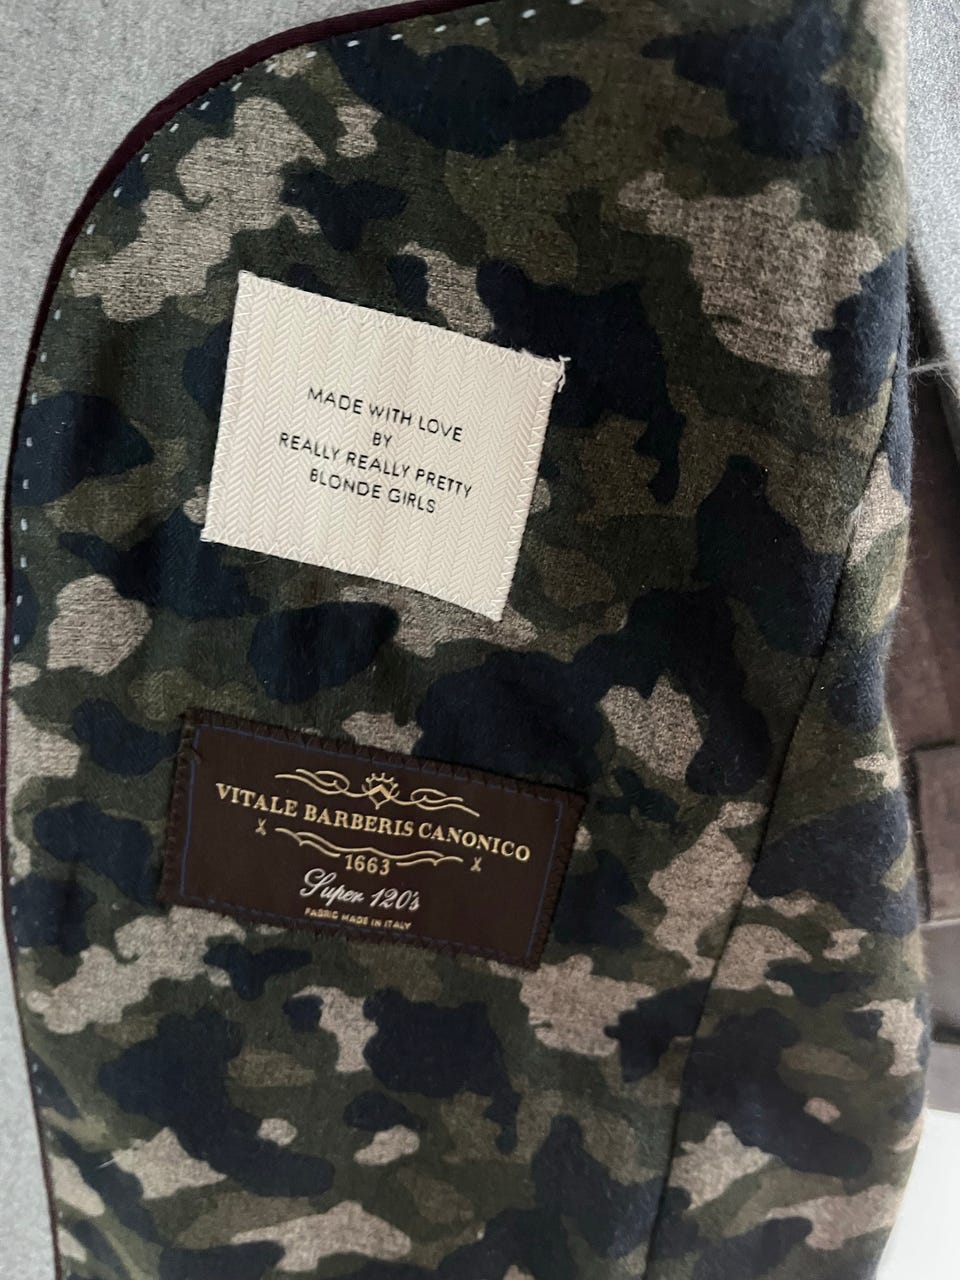 MADE WITH LOVE
BY
REALLY REALLY PRETTY
BLONDE GIRLS
VITALE BARBERIS CANONICO
1663
Super 120's
FABRIC MADE IN ITALY